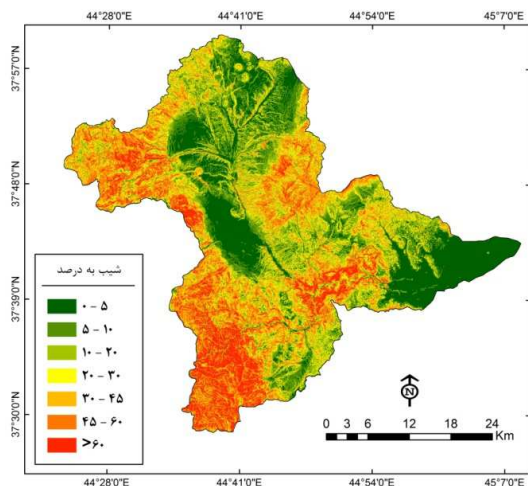 44°28'0"E 44°41'0"E 44°54'0"E 45°7'0"E
37°57'0"N
37°48'0"N
37°39'0"N
37°30'0"N
شیب به درصد
۰ - ۵
۵ - ۱۰
۱۰ - ۲۰
۲۰ - ۳۰
۳۰ - ۴۵
۴۵ - ۶۰
>۶۰
N
0 3 6 12 18 24
Km
44°28'0"E 44°41'0"E 44°54'0"E 45°7'0"E